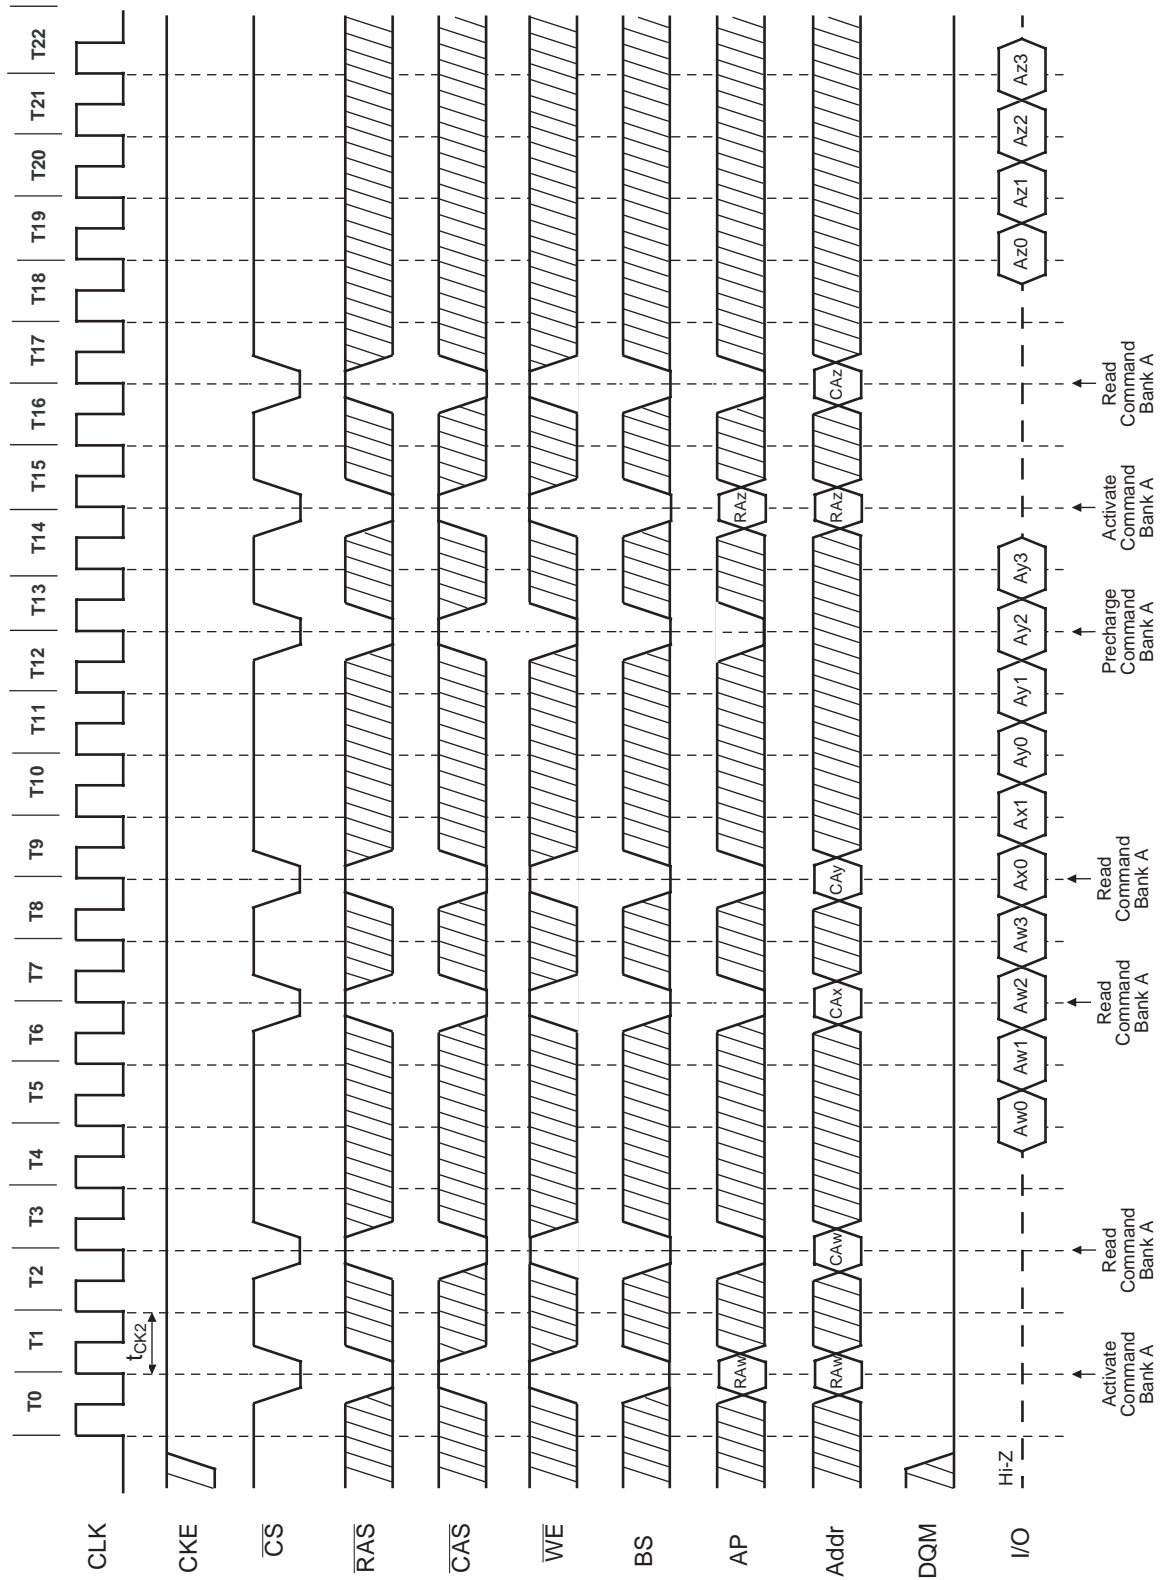 T0 T1 T2 T3 T4 T5 T6 T7 T8 T9 T10 T11 T12 T13 T14 T15 T16 T17 T18 T19 T20 T21 T22
CLK
tCK2
CKE
CS
RAS
CAS
WE
BS
AP
RAw RAz
Addr
RAw CAw CAx CAy RAz CAz
DQM
I/O
Hi-Z
Aw0 Aw1 Aw2 Aw3 Ax0 Ax1 Ay0 Ay1 Ay2 Ay3 Az0 Az1 Az2 Az3
Activate
Command
Bank A
Read
Command
Bank A
Read
Command
Bank A
Read
Command
Bank A
Precharge
Command
Bank A
Activate
Command
Bank A
Read
Command
Bank A